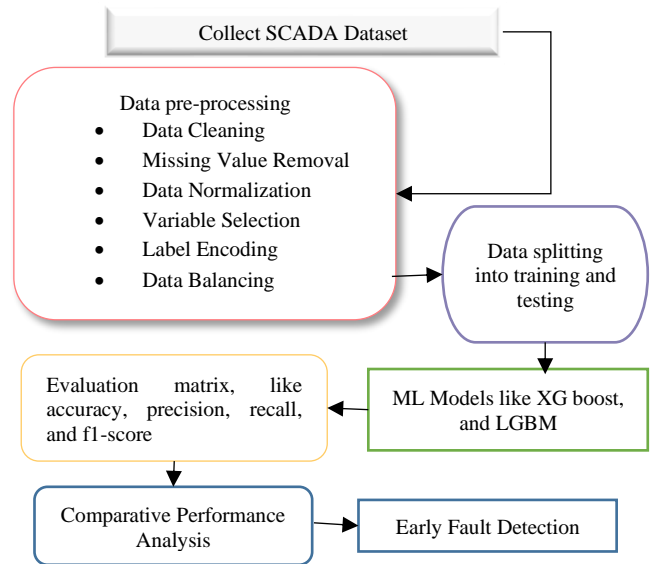 Collect SCADA Dataset
Data pre-processing
• Data Cleaning
• Missing Value Removal
• Data Normalization
• Variable Selection
• Label Encoding
• Data Balancing
Data splitting
into training and
testing
ML Models like XG boost,
and LGBM
Evaluation matrix, like
accuracy, precision, recall,
and f1-score
Comparative Performance
Analysis
Early Fault Detection